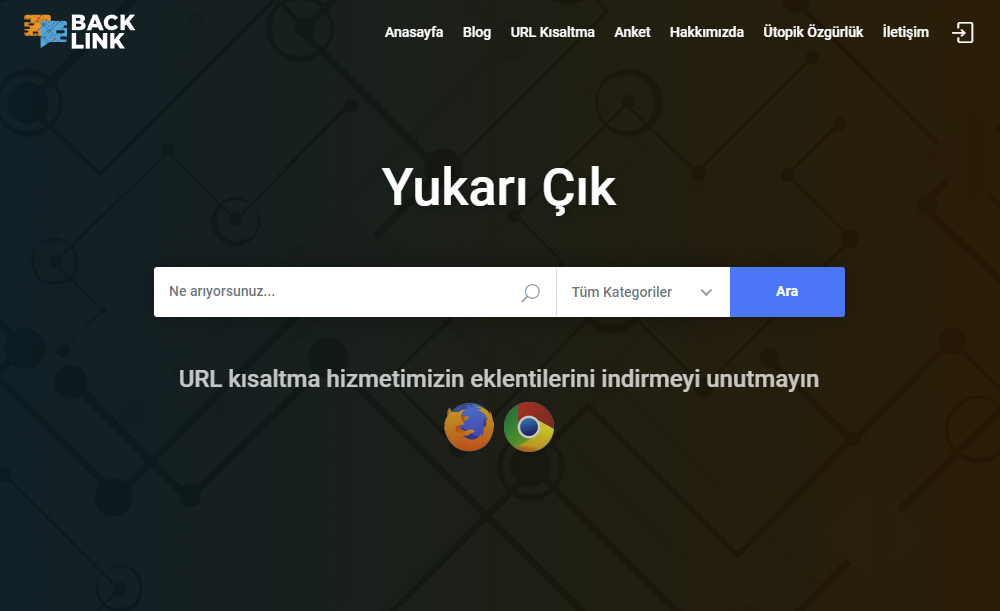 BACK
LINK
Anasayfa Blog URL Kısaltma Anket Hakkımızda Ütopik Özgürlük İletişim
Yukarı Çık
Ne arıyorsunuz... Tüm Kategoriler Ara
URL kısaltma hizmetimizin eklentilerini indirmeyi unutmayın